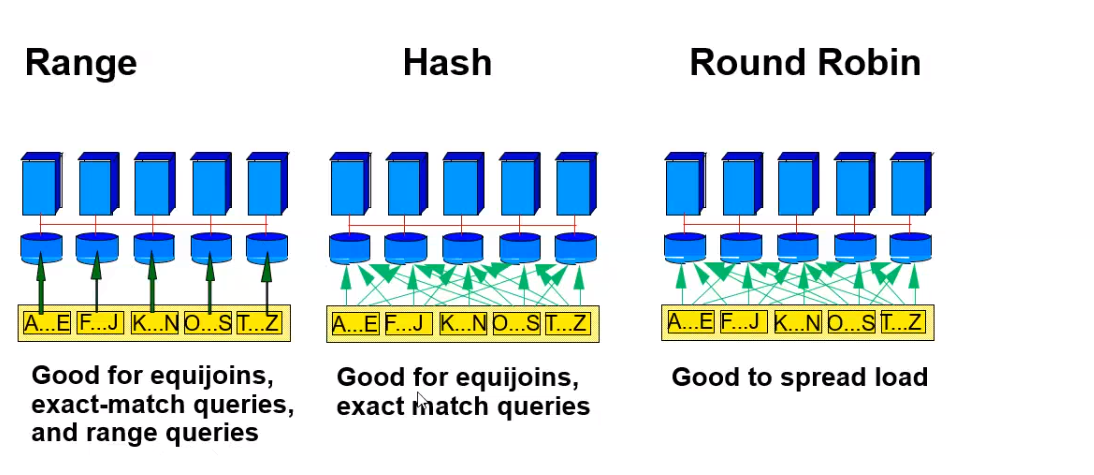 Range
Hash
Round Robin
A...E F...J K...N O...S T...Z
A...E F...J K...N O...S T...Z
A...E F...J K...N O...S T...Z
Good for equijoins,
exact-match queries,
and range queries
Good for equijoins,
exact match queries
Good to spread load